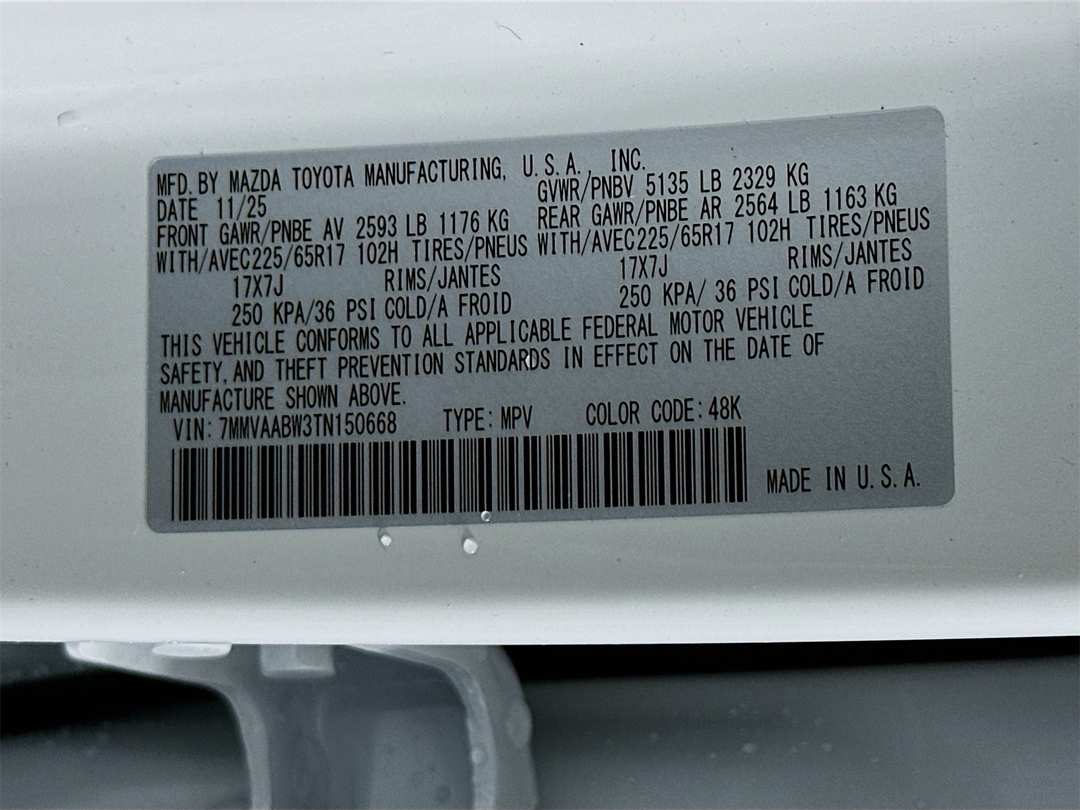 MFD. BY MAZDA TOYOTA MANUFACTURING, U.S.A. INC.
DATE 11/25 GVWR/PNBV 5135 LB 2329 KG
FRONT GAWR/PNBE AV 2593 LB 1176 KG REAR GAWR/PNBE AR 2564 LB 1163 KG
WITH/AVEC225/65R17 102H TIRES/PNEUS WITH/AVEC225/65R17 102H TIRES/PNEUS
17X7J RIMS/JANTES 17X7J RIMS/JANTES
250 KPA/36 PSI COLD/A FROID 250 KPA/ 36 PSI COLD/A FROID
THIS VEHICLE CONFORMS TO ALL APPLICABLE FEDERAL MOTOR VEHICLE
SAFETY, AND THEFT PREVENTION STANDARDS IN EFFECT ON THE DATE OF
MANUFACTURE SHOWN ABOVE.
VIN: 7MMVAABW3TN150668 TYPE: MPV COLOR CODE: 48K
MADE IN U.S.A.